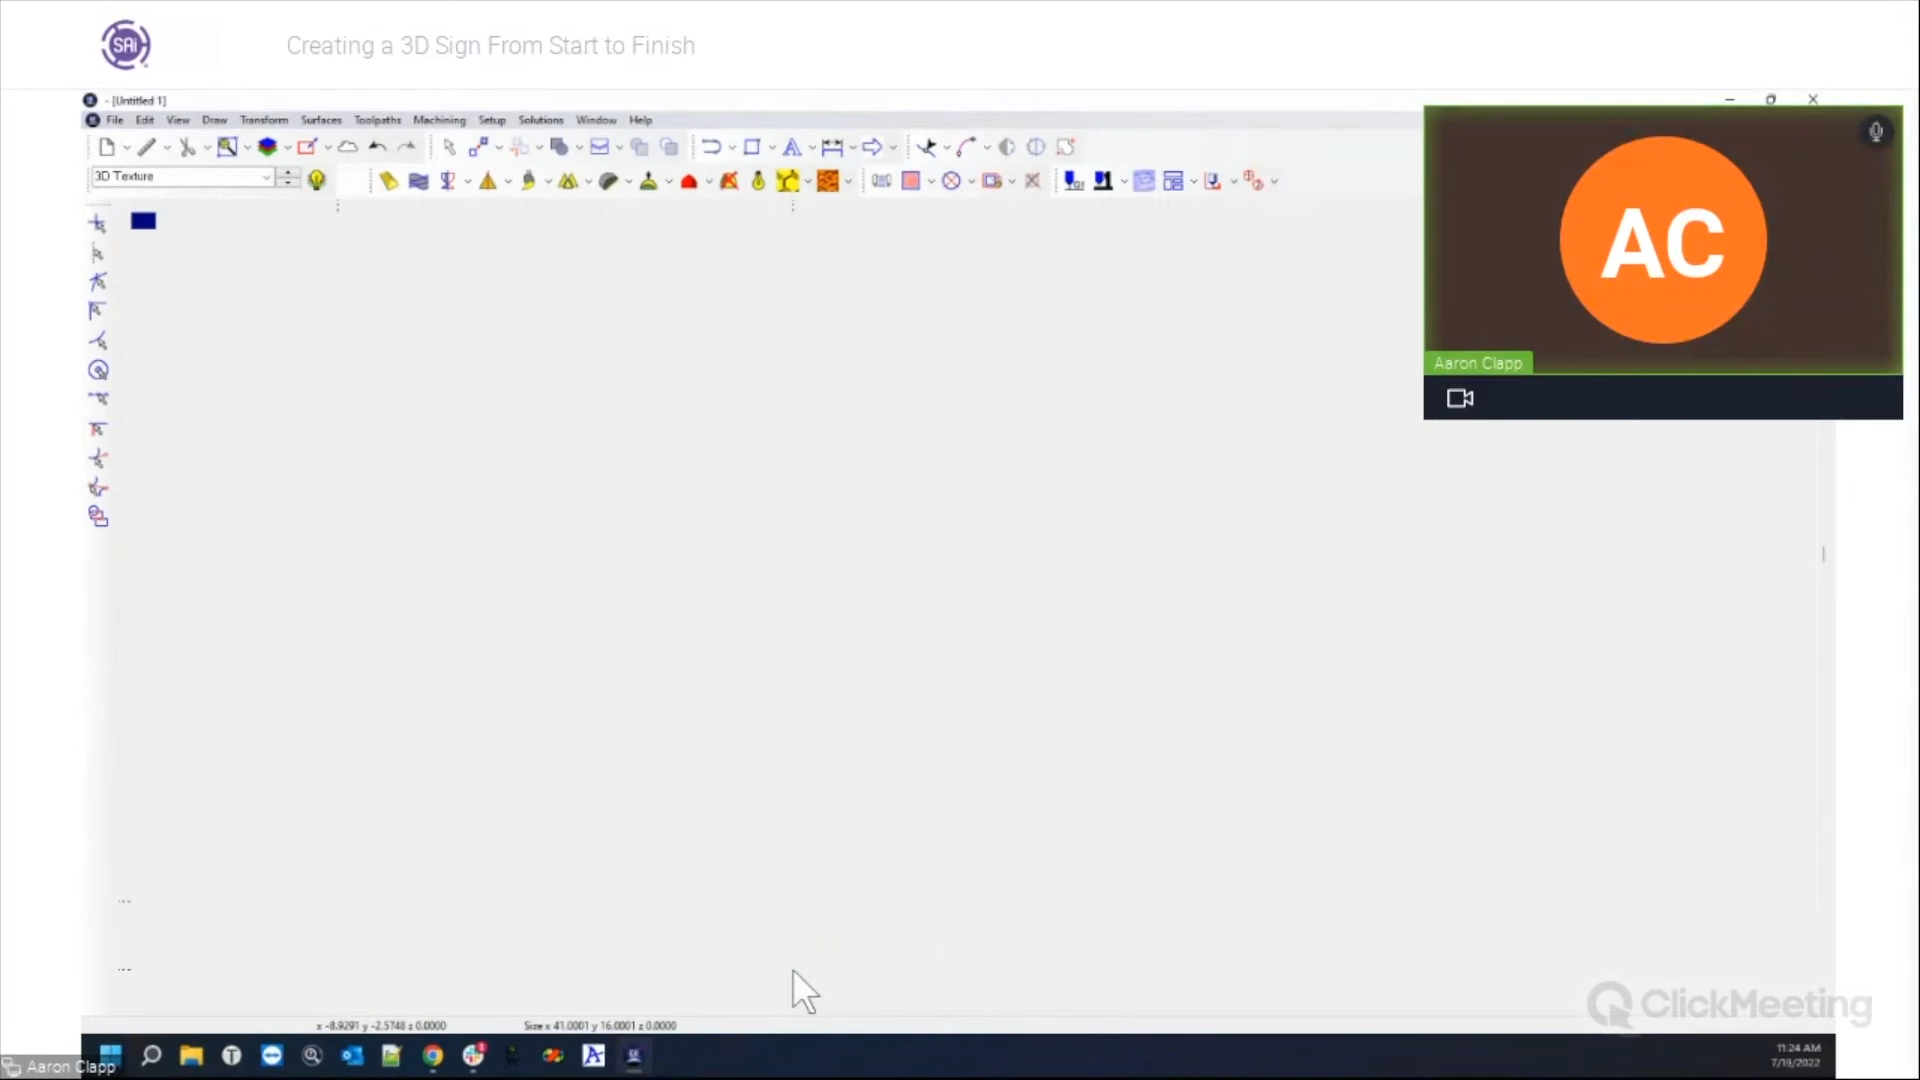 SAi
Creating a 3D Sign From Start to Finish
- [Untitled 1]
File Edit View Draw Transform Surfaces Toolpaths Machining Setup Solutions Window Help
3D Texture
AC
Aaron Clapp
ClickMeeting
x -8.9291 y -2.5748 z 0.0000 Size x 41.0001 y 16.0001 z 0.0000
11:24 AM
7/19/2022
Aaron Clapp